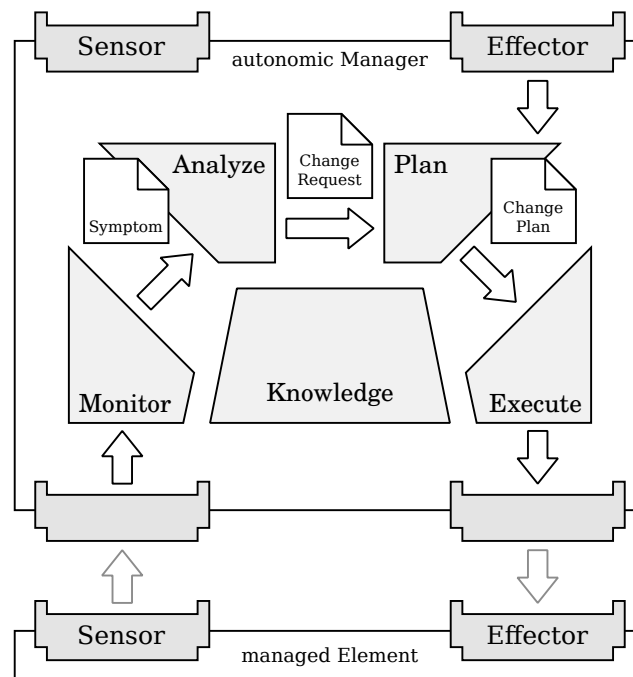 Sensor
Effector
autonomic Manager
Analyze
Change
Request
Plan
Symptom
Change
Plan
Monitor
Knowledge
Execute
Sensor
Effector
managed Element